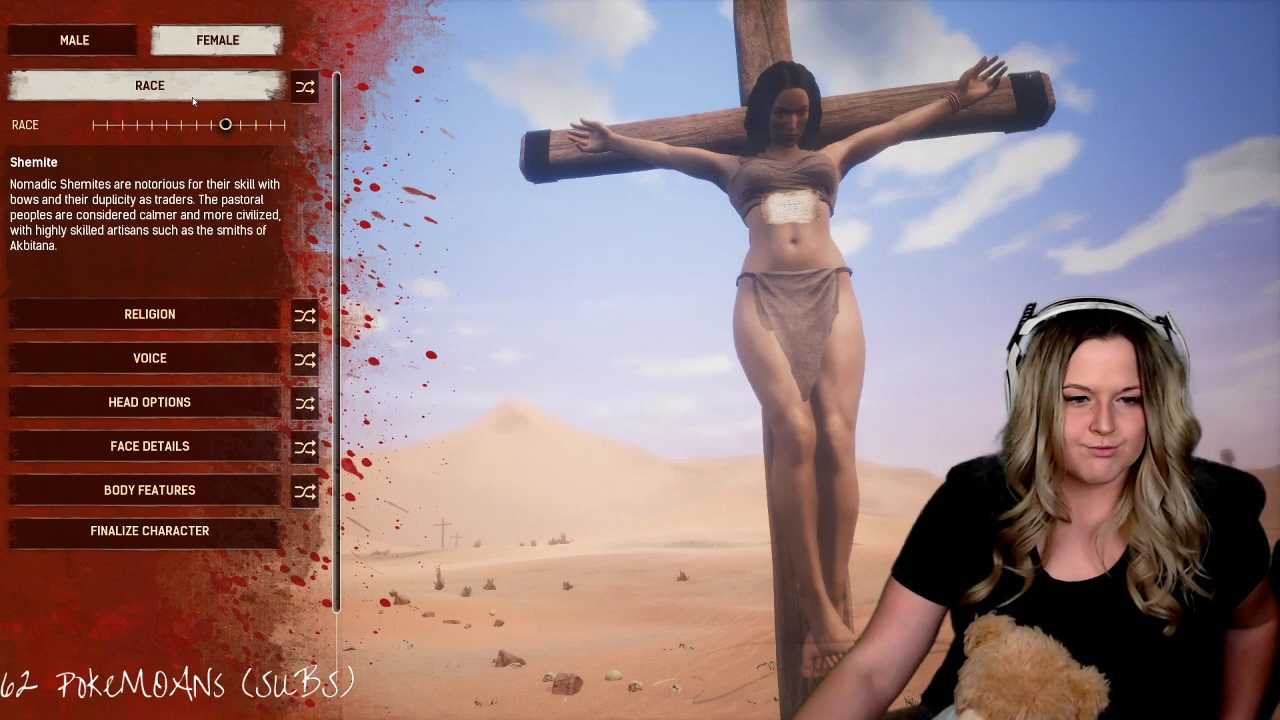 MALE
FEMALE
RACE
RACE
Shemite
Nomadic Shemites are notorious for their skill with
bows and their duplicity as traders. The pastoral
peoples are considered calmer and more civilized,
with highly skilled artisans such as the smiths of
Akbitana.
RELIGION
VOICE
HEAD OPTIONS
FACE DETAILS
BODY FEATURES
FINALIZE CHARACTER
62 POKEMOANS (SUBS)